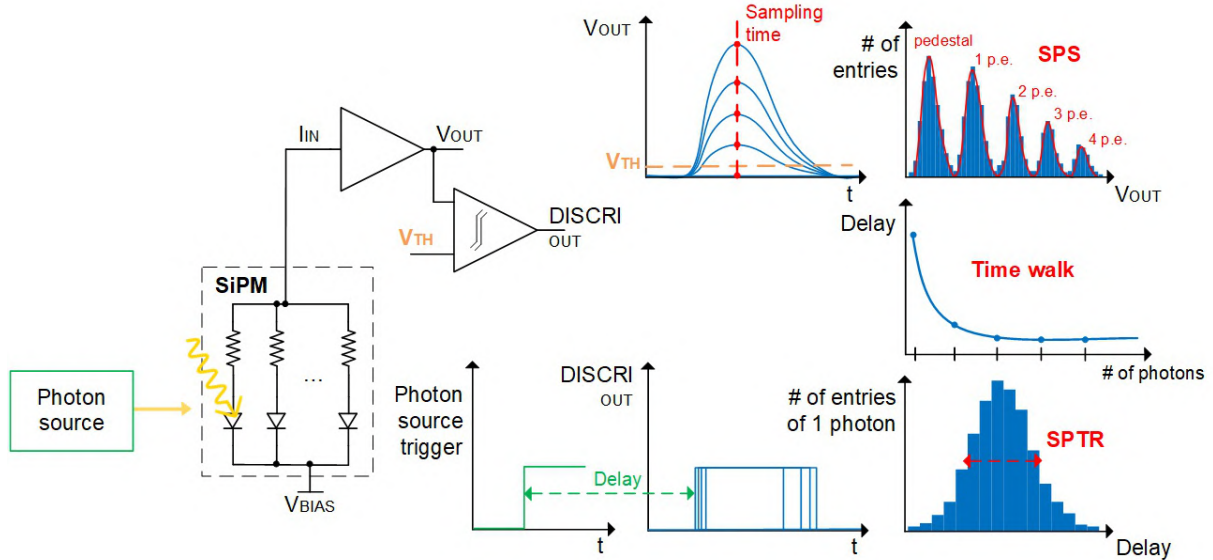 VOUT
Sampling
time
VTH
t
# of
entries
pedestal
1 p.e.
2 p.e.
3 p.e.
4 p.e.
SPS
VOUT
IIN
VOUT
VTH
DISCRI
OUT
SiPM
...
VBIAS
Photon
source
Delay
Time walk
# of photons
Photon
source
trigger
Delay
t
DISCRI
OUT
t
# of entries
of 1 photon
SPTR
Delay